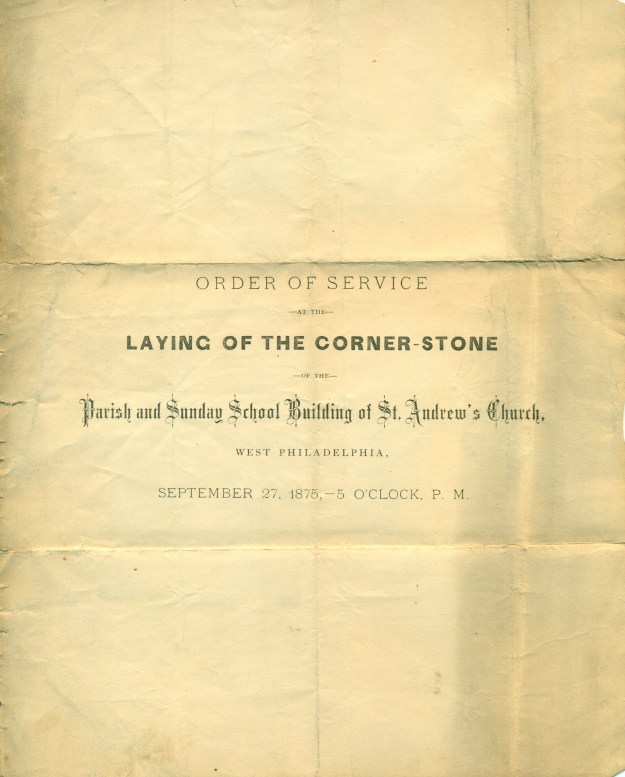 ORDER OF SERVICE
—AT THE—
LAYING OF THE CORNER-STONE
—OF THE—
Parish and Sunday School Building of St. Andrew's Church,
WEST PHILADELPHIA,
SEPTEMBER 27, 1875,—5 O'CLOCK, P. M.